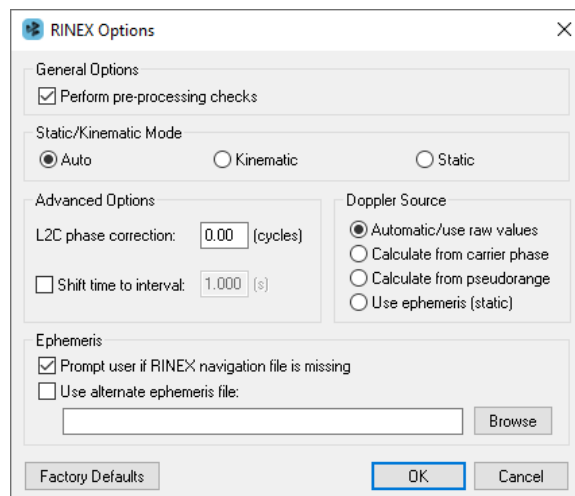 RINEX Options
General Options
Perform pre-processing checks
Static/Kinematic Mode
Auto Kinematic Static
Advanced Options
L2C phase correction: 0.00 (cycles)
Shift time to interval: 1.000 (s)
Doppler Source
Automatic/use raw values
Calculate from carrier phase
Calculate from pseudorange
Use ephemeris (static)
Ephemeris
Prompt user if RINEX navigation file is missing
Use alternate ephemeris file:
Browse
Factory Defaults OK Cancel